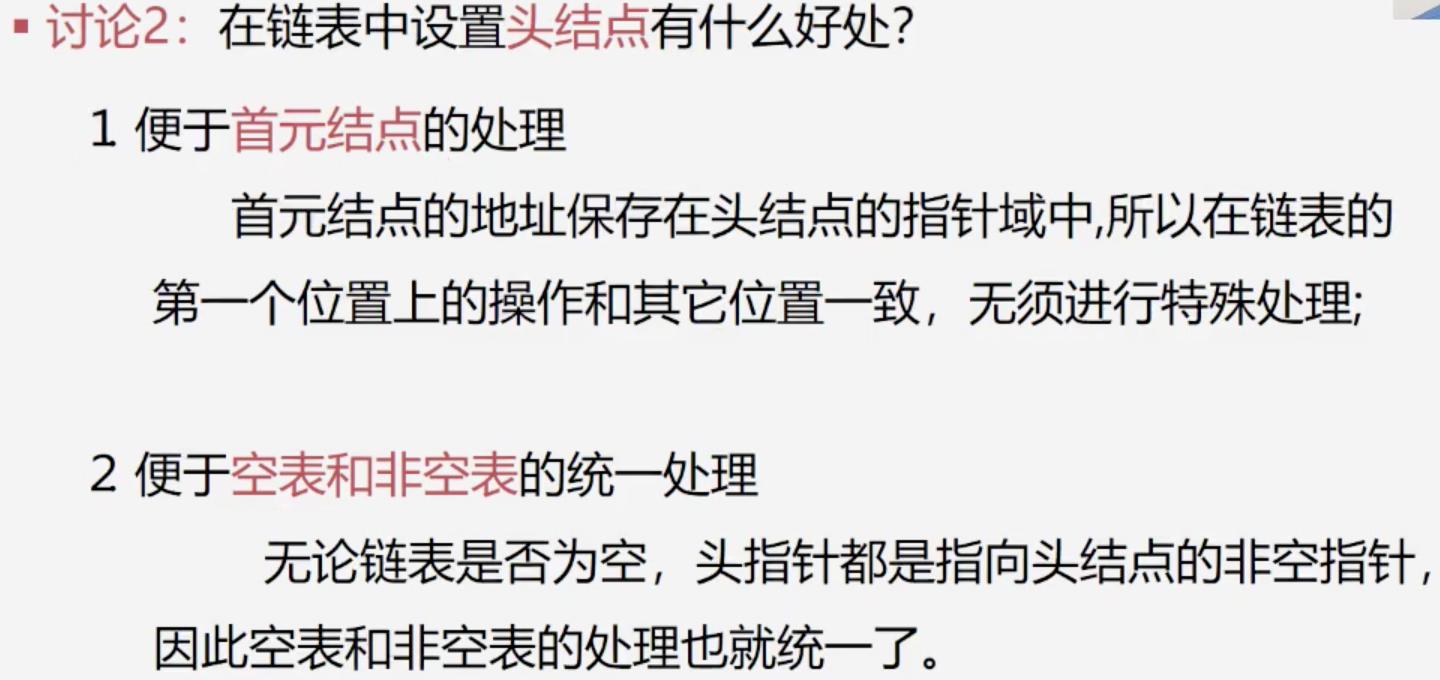 ▪ 讨论2：在链表中设置头结点有什么好处？
1 便于首元结点的处理
首元结点的地址保存在头结点的指针域中,所以在链表的
第一个位置上的操作和其它位置一致，无须进行特殊处理;
2 便于空表和非空表的统一处理
无论链表是否为空，头指针都是指向头结点的非空指针，
因此空表和非空表的处理也就统一了。